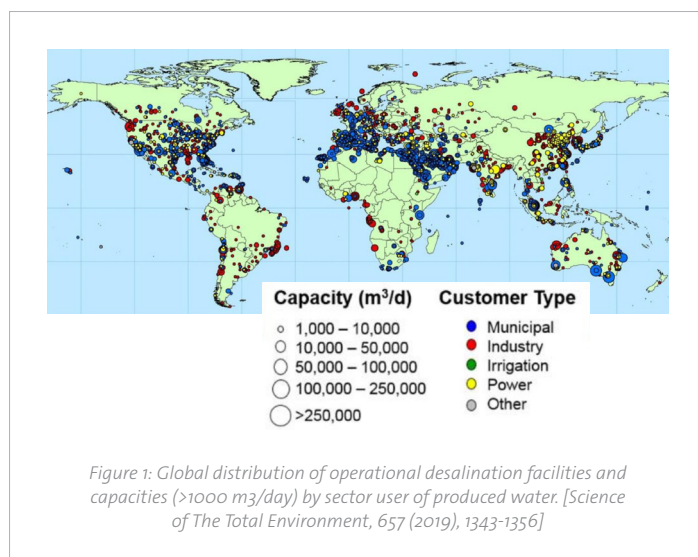 Capacity (m³/d)
Customer Type
1,000 – 10,000
10,000 – 50,000
50,000 – 100,000
100,000 – 250,000
>250,000
Municipal
Industry
Irrigation
Power
Other
Figure 1: Global distribution of operational desalination facilities and
capacities (>1000 m3/day) by sector user of produced water. [Science
of The Total Environment, 657 (2019), 1343-1356]